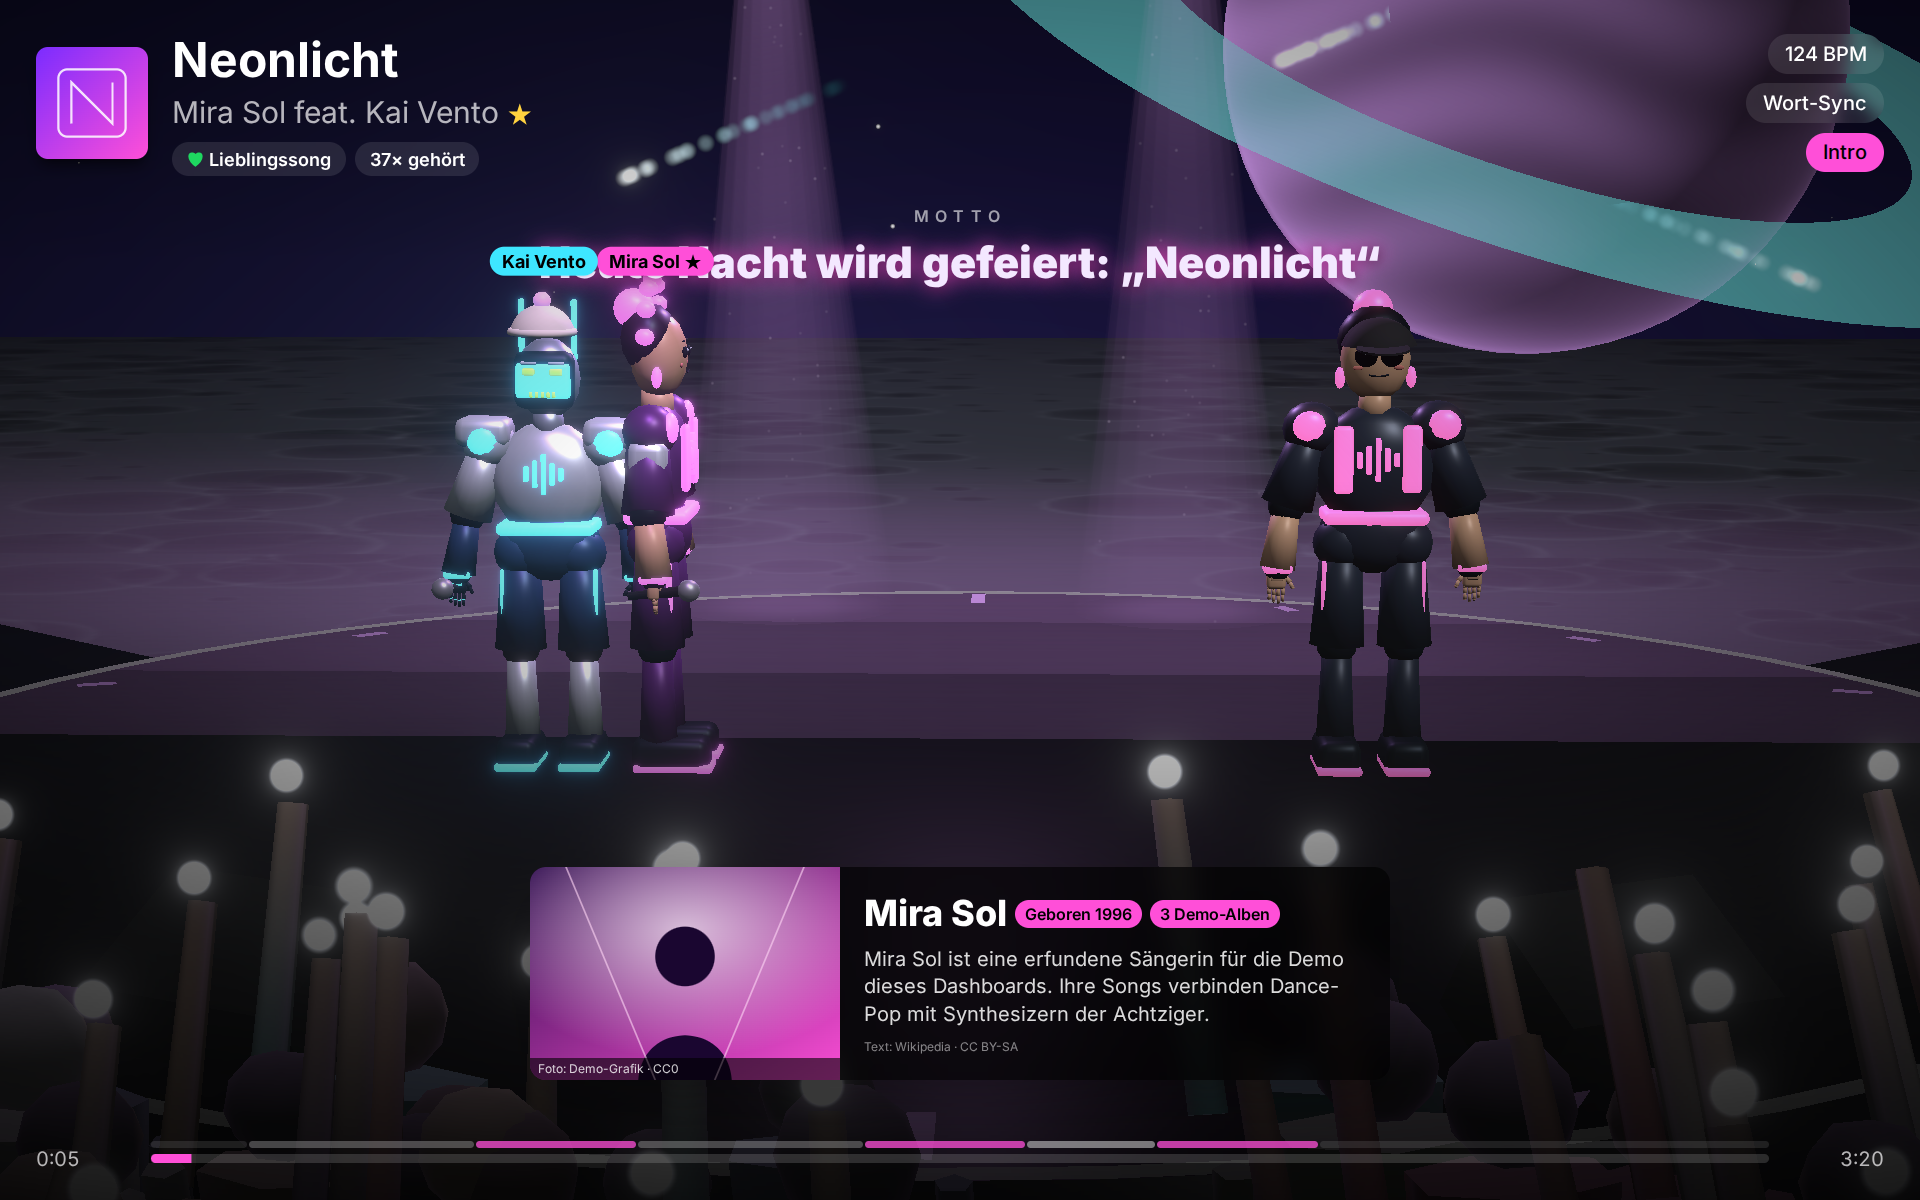 Neonlicht
Mira Sol feat. Kai Vento ★
Lieblingssong
37× gehört
124 BPM
Wort-Sync
Intro
MOTTO
Kai Vento
Mira Sol ★
wird gefeiert: „Neonlicht“
Mira Sol
Geboren 1996
3 Demo-Alben
Mira Sol ist eine erfundene Sängerin für die Demo
dieses Dashboards. Ihre Songs verbinden Dance-
Pop mit Synthesizern der Achtziger.
Text: Wikipedia · CC BY-SA
Foto: Demo-Grafik · CC0
0:05
3:20